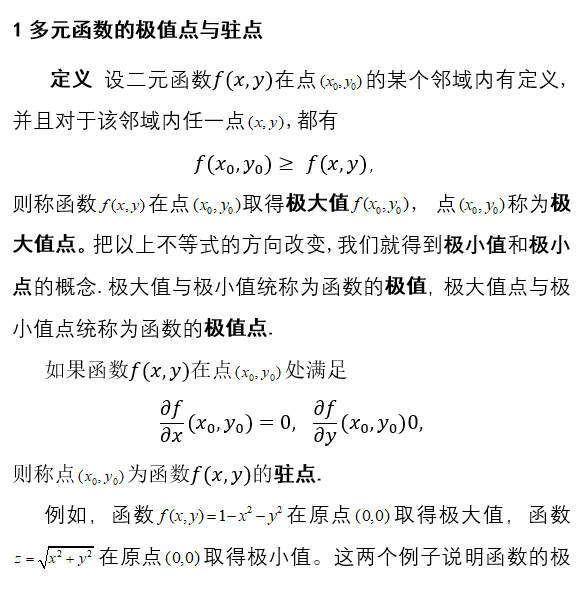 1 多元函数的极值点与驻点
定义 设二元函数f(x,y)在点(x₀,y₀)的某个邻域内有定义,
并且对于该邻域内任一点(x,y),都有
f(x₀,y₀) ≥ f(x,y),
则称函数f(x,y)在点(x₀,y₀)取得极大值f(x₀,y₀), 点(x₀,y₀)称为极
大值点。把以上不等式的方向改变,我们就得到极小值和极小
点的概念.极大值与极小值统称为函数的极值,极大值点与极
小值点统称为函数的极值点.
如果函数f(x,y)在点(x₀,y₀)处满足
∂f/∂x(x₀,y₀) = 0, ∂f/∂y(x₀,y₀)0,
则称点(x₀,y₀)为函数f(x,y)的驻点.
例如,函数f(x,y)=1−x²−y²在原点(0,0)取得极大值,函数
z=√(x²+y²)在原点(0,0)取得极小值。这两个例子说明函数的极